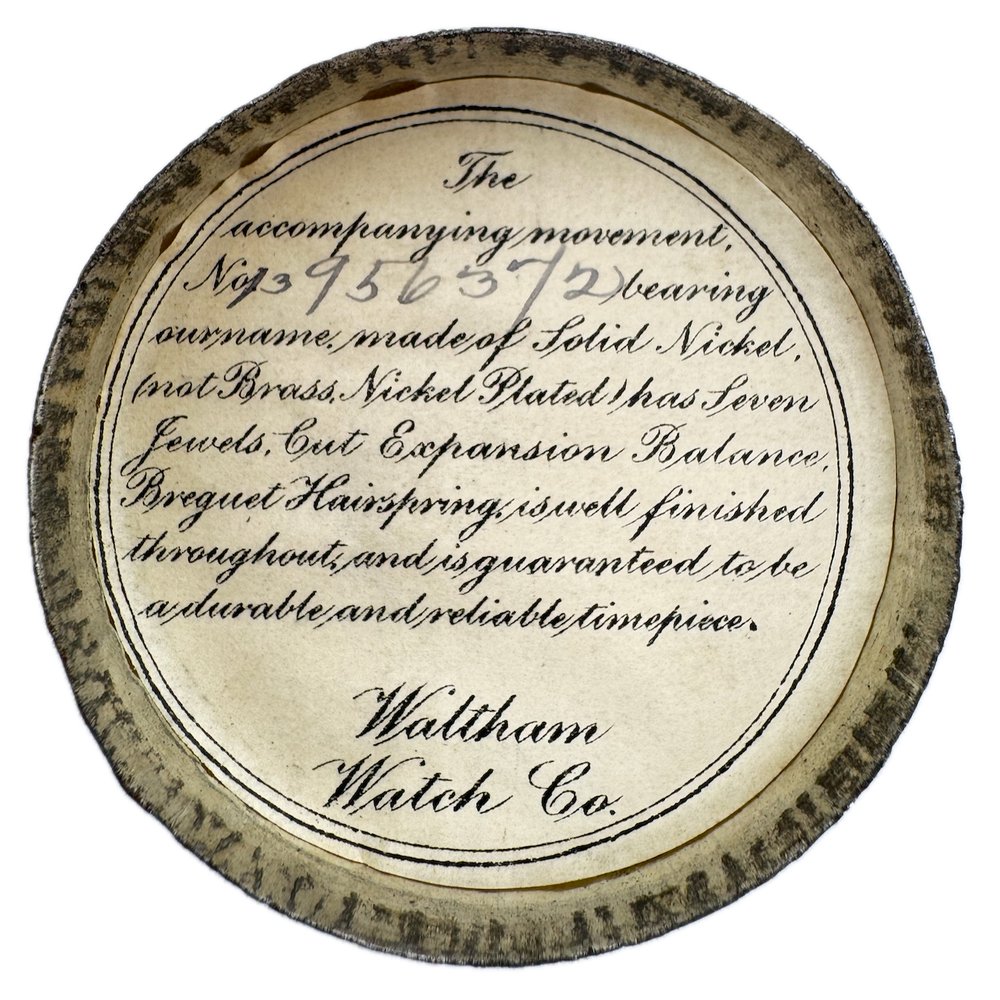 The
accompanying movement,
No. 13956372 bearing
our name, made of Solid Nickel,
(not Brass, Nickel Plated) has Seven
Jewels, Cut Expansion Balance,
Breguet Hairspring, is well finished
throughout, and is guaranteed to be
a durable and reliable timepiece.
Waltham
Watch Co.